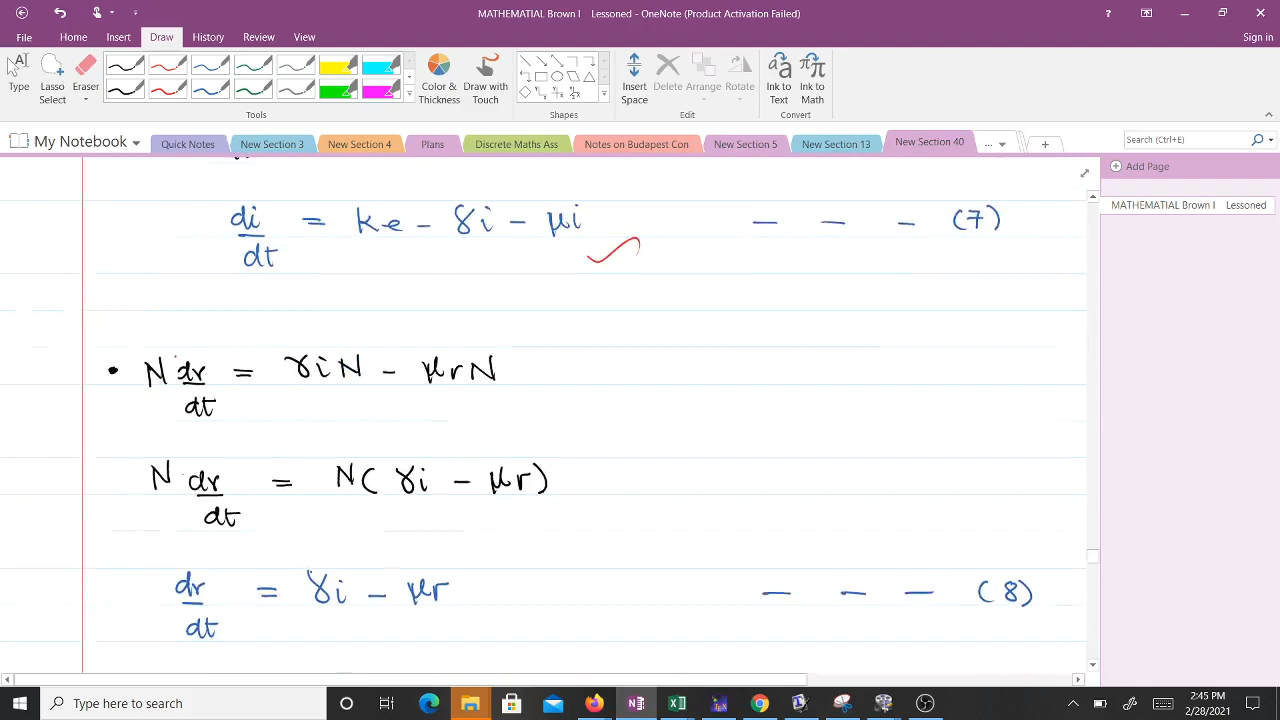 MATHEMATIAL Brown I Lessoned - OneNote (Product Activation Failed)
File Home Insert Draw History Review View Sign in
Type Lasso Select Eraser Color & Thickness Draw with Touch Insert Space Delete Arrange Rotate Ink to Text Ink to Math
Tools Shapes Edit Convert
My Notebook Quick Notes New Section 3 New Section 4 Plans Discrete Maths Ass Notes on Budapest Con New Section 5 New Section 13 New Section 40 ... Search (Ctrl+E)
Add Page
MATHEMATIAL Brown I Lessoned
di/dt = ke - γi - μi — — — (7)
• N dr/dt = γiN - μrN
N dr/dt = N(γi - μr)
dr/dt = γi - μr — — — (8)
Type here to search
2:45 PM
2/28/2021